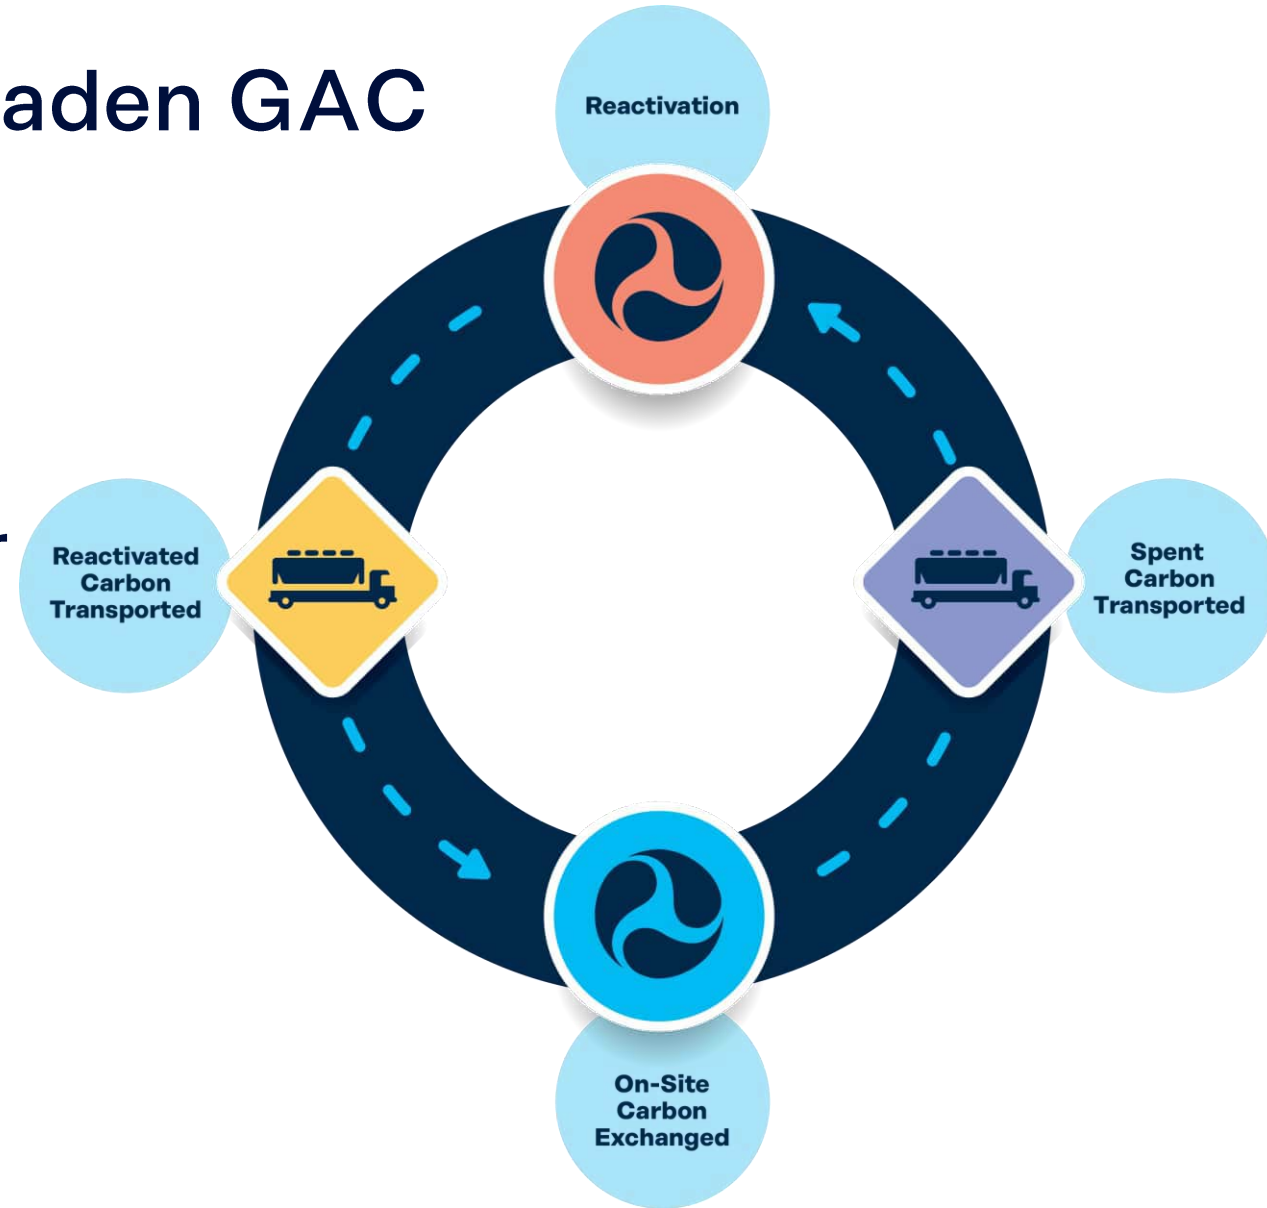 aden GAC
Reactivation
Reactivated
Carbon
Transported
Spent
Carbon
Transported
On-Site
Carbon
Exchanged